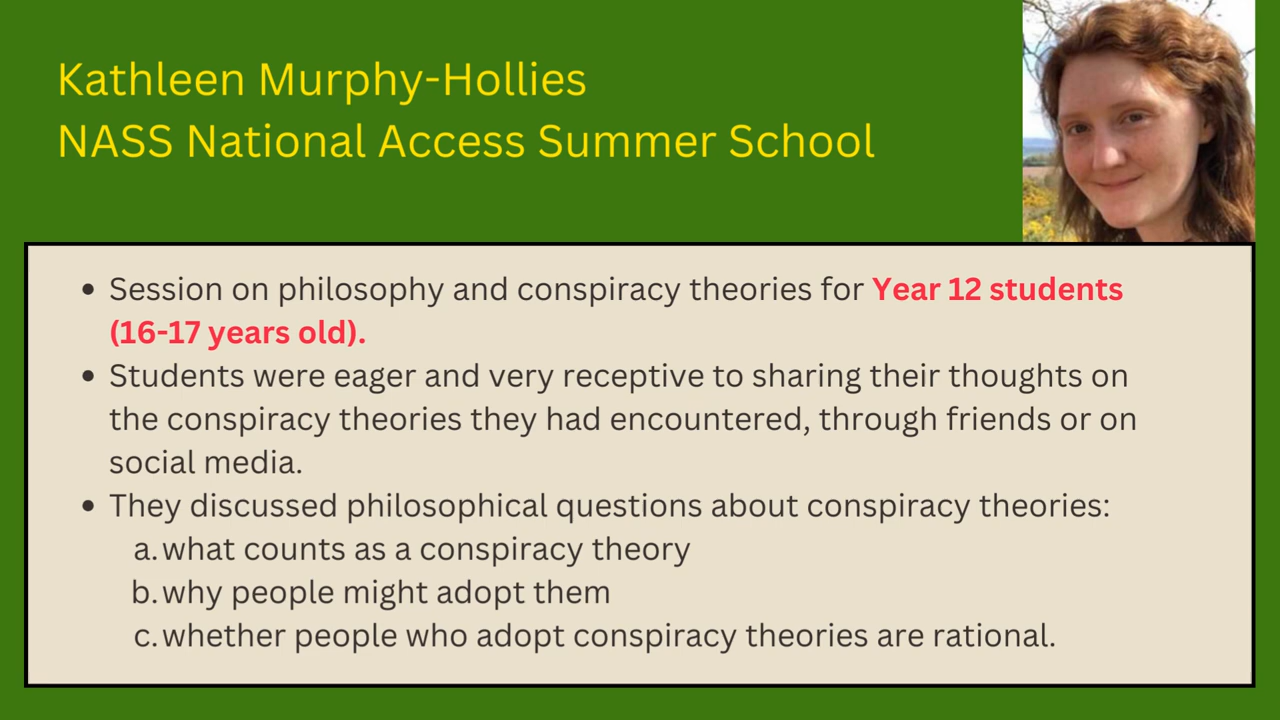 Kathleen Murphy-Hollies
NASS National Access Summer School
• Session on philosophy and conspiracy theories for Year 12 students
(16-17 years old).
• Students were eager and very receptive to sharing their thoughts on
the conspiracy theories they had encountered, through friends or on
social media.
• They discussed philosophical questions about conspiracy theories:
a. what counts as a conspiracy theory
b. why people might adopt them
c. whether people who adopt conspiracy theories are rational.